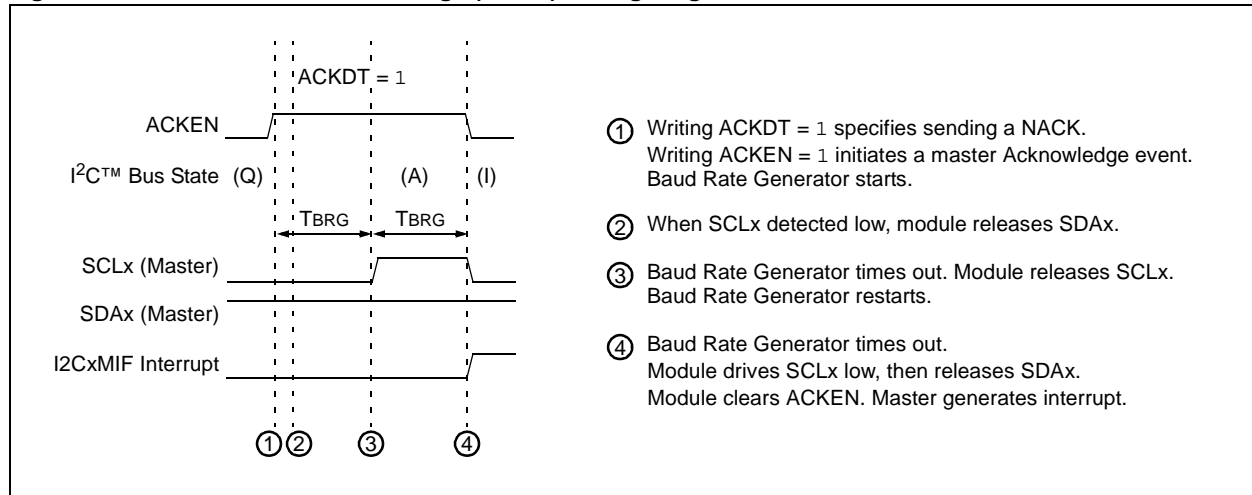 ACKDT = 1
ACKEN
I2C™ Bus State (Q) (A) (I)
TBRG TBRG
SCLx (Master)
SDAx (Master)
I2CxMIF Interrupt
1 2 3 4
1 Writing ACKDT = 1 specifies sending a NACK.
Writing ACKEN = 1 initiates a master Acknowledge event.
Baud Rate Generator starts.
2 When SCLx detected low, module releases SDAx.
3 Baud Rate Generator times out. Module releases SCLx.
Baud Rate Generator restarts.
4 Baud Rate Generator times out.
Module drives SCLx low, then releases SDAx.
Module clears ACKEN. Master generates interrupt.